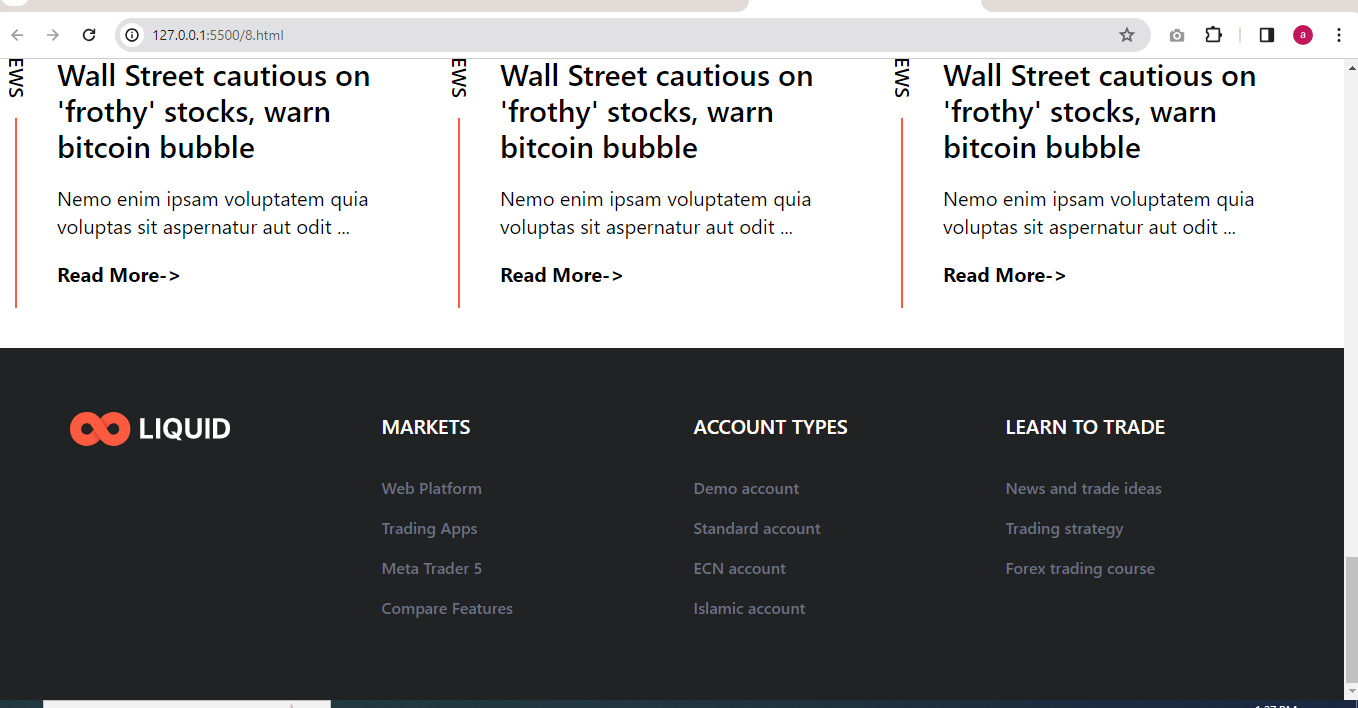 127.0.0.1:5500/8.html
a
EWS
Wall Street cautious on
'frothy' stocks, warn
bitcoin bubble
Nemo enim ipsam voluptatem quia
voluptas sit aspernatur aut odit ...
Read More->
EWS
Wall Street cautious on
'frothy' stocks, warn
bitcoin bubble
Nemo enim ipsam voluptatem quia
voluptas sit aspernatur aut odit ...
Read More->
EWS
Wall Street cautious on
'frothy' stocks, warn
bitcoin bubble
Nemo enim ipsam voluptatem quia
voluptas sit aspernatur aut odit ...
Read More->
LIQUID
MARKETS
Web Platform
Trading Apps
Meta Trader 5
Compare Features
ACCOUNT TYPES
Demo account
Standard account
ECN account
Islamic account
LEARN TO TRADE
News and trade ideas
Trading strategy
Forex trading course